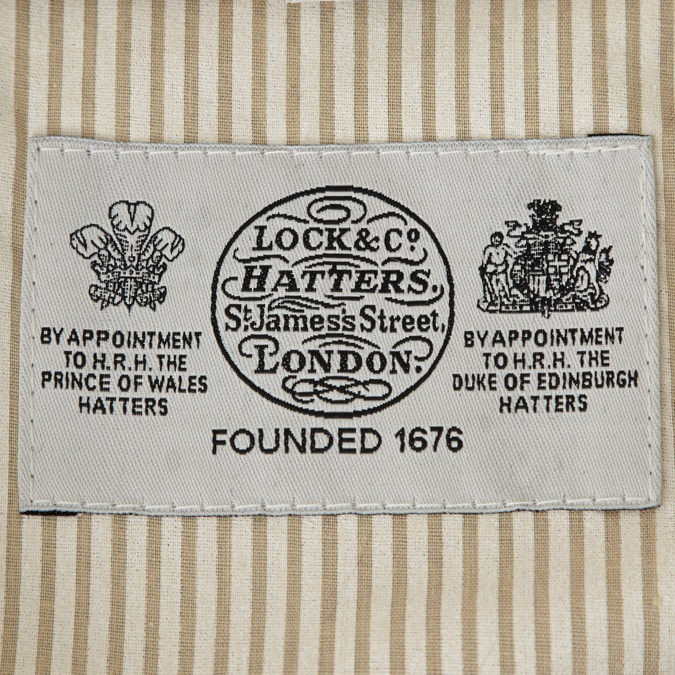 LOCK & Co.
HATTERS.
St. James's Street,
LONDON.
BY APPOINTMENT
TO H.R.H. THE
PRINCE OF WALES
HATTERS
BY APPOINTMENT
TO H.R.H. THE
DUKE OF EDINBURGH
HATTERS
FOUNDED 1676